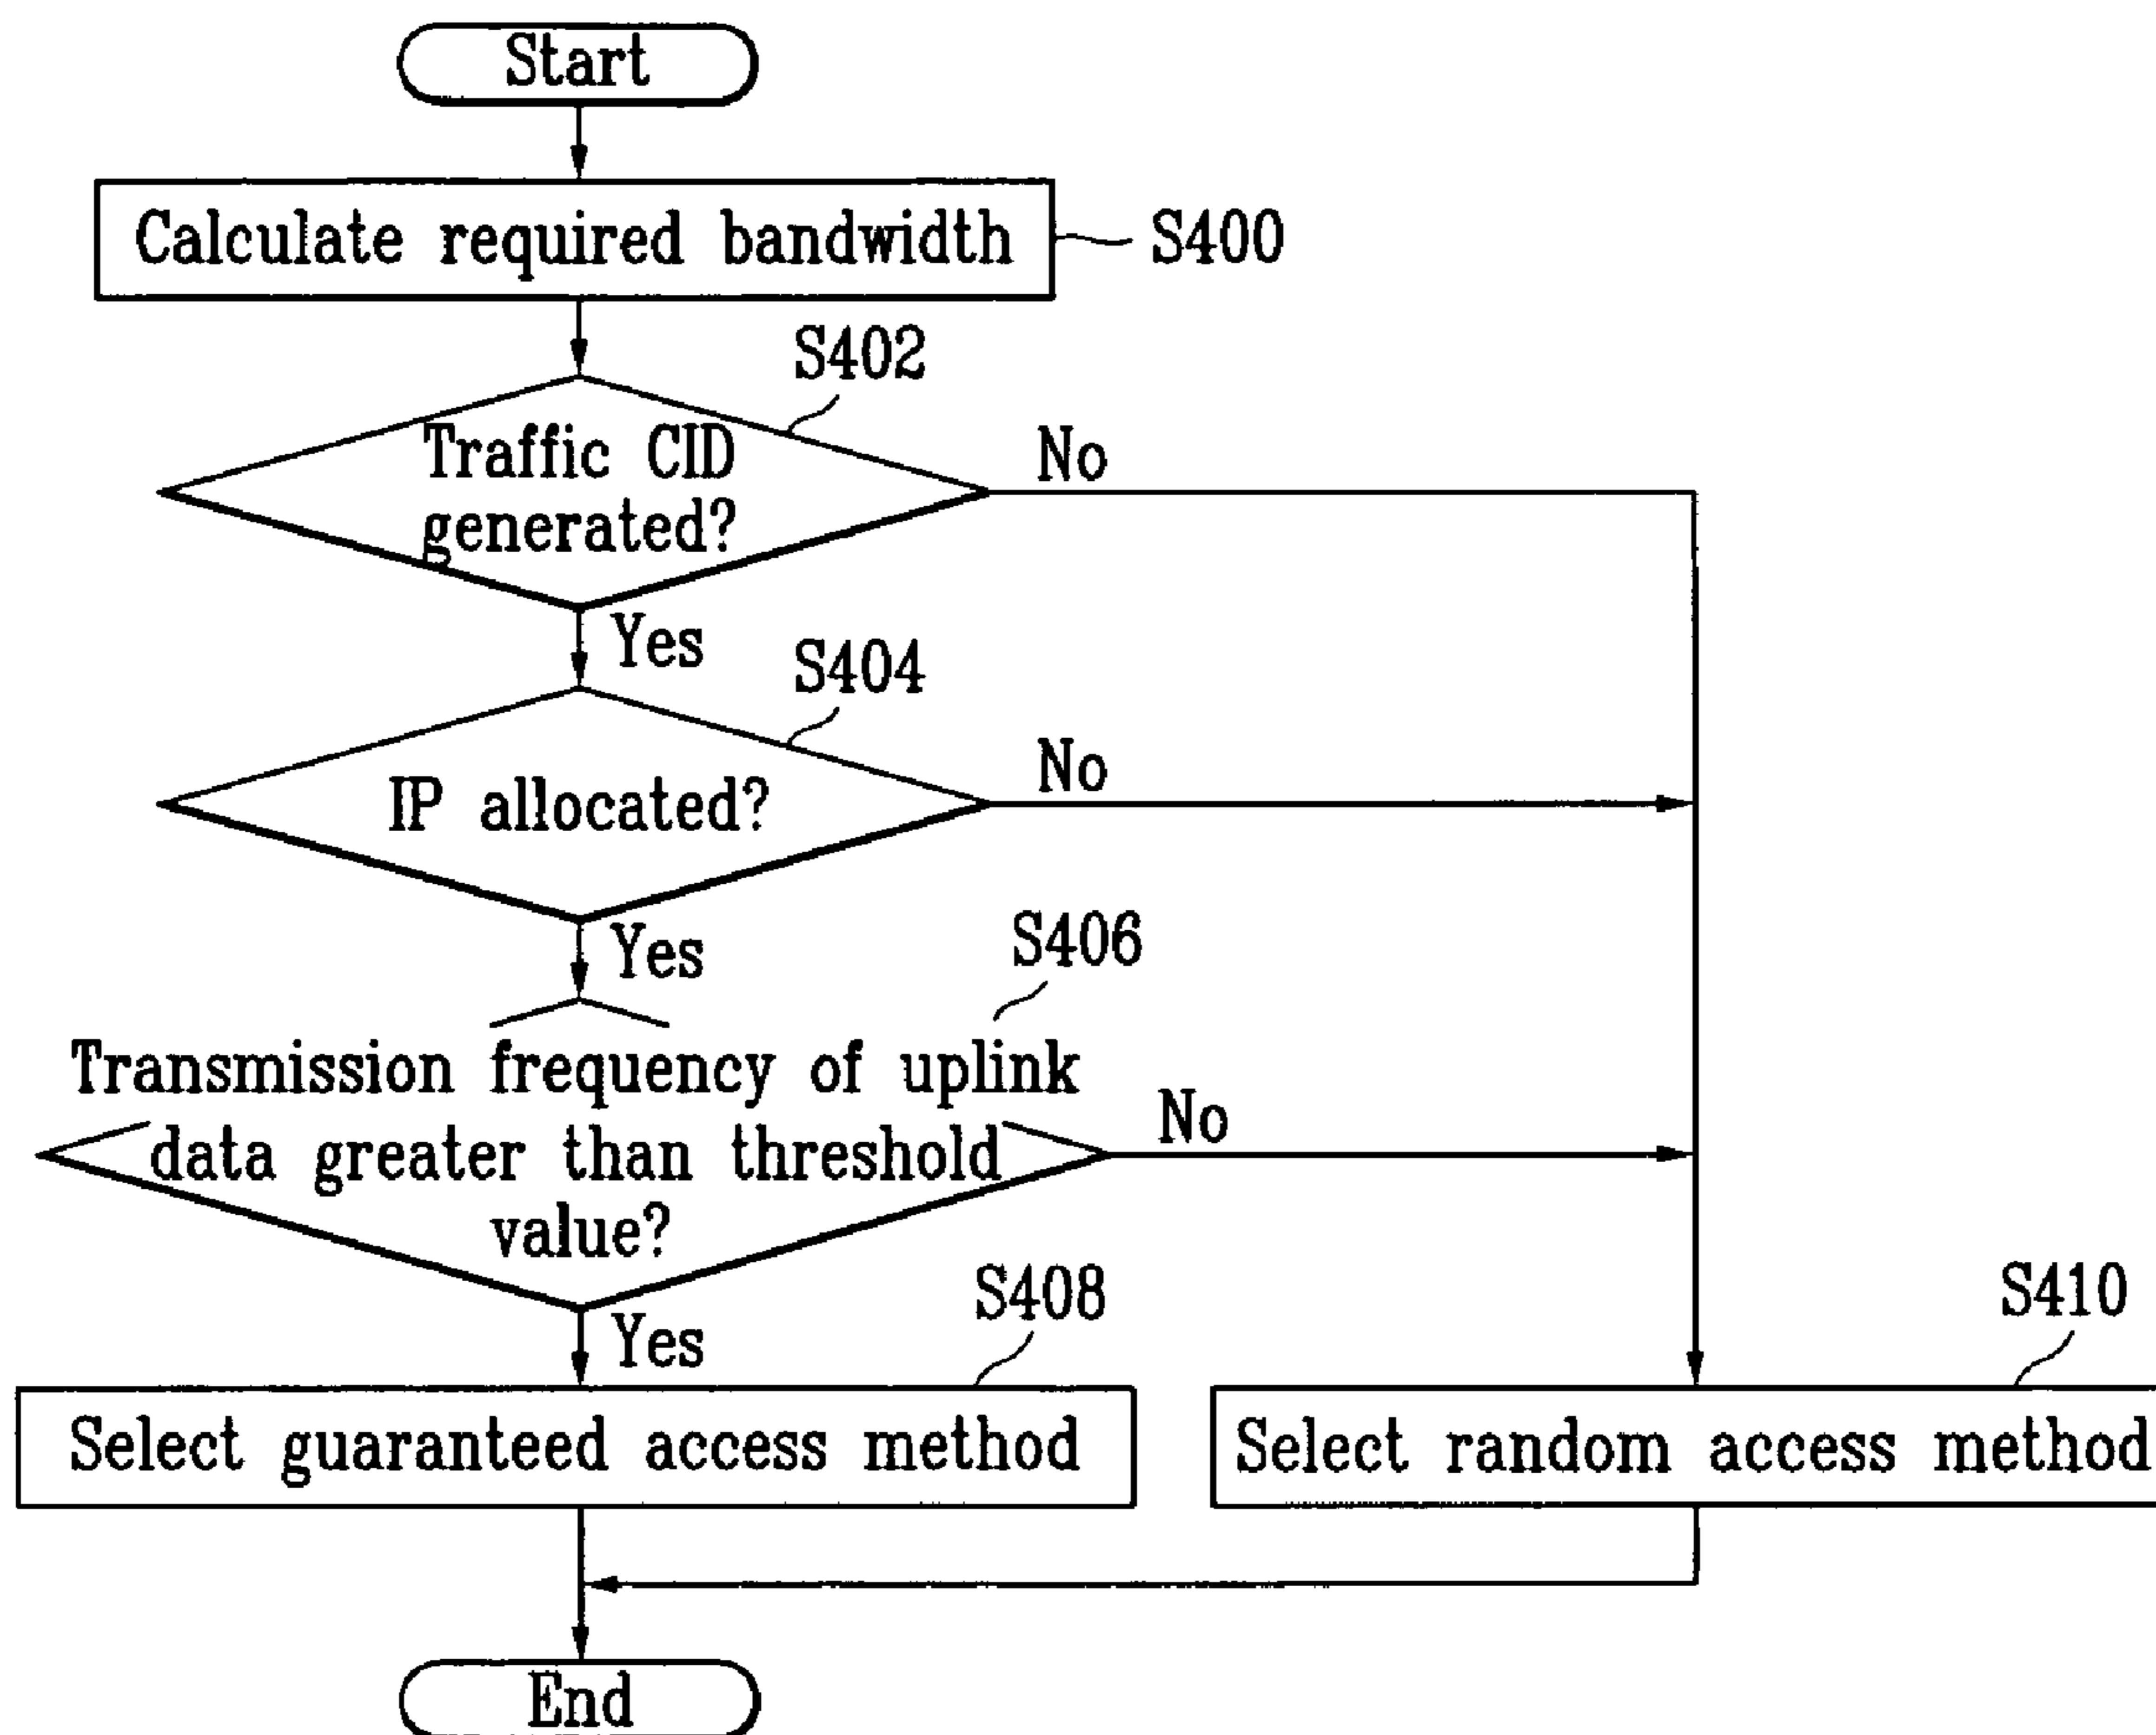 Start
Calculate required bandwidth
S400
S402
Traffic CID
generated?
No
Yes
S404
IP allocated?
No
Yes
S406
Transmission frequency of uplink
data greater than threshold
value?
No
Yes
S408
S410
Select guaranteed access method
Select random access method
End